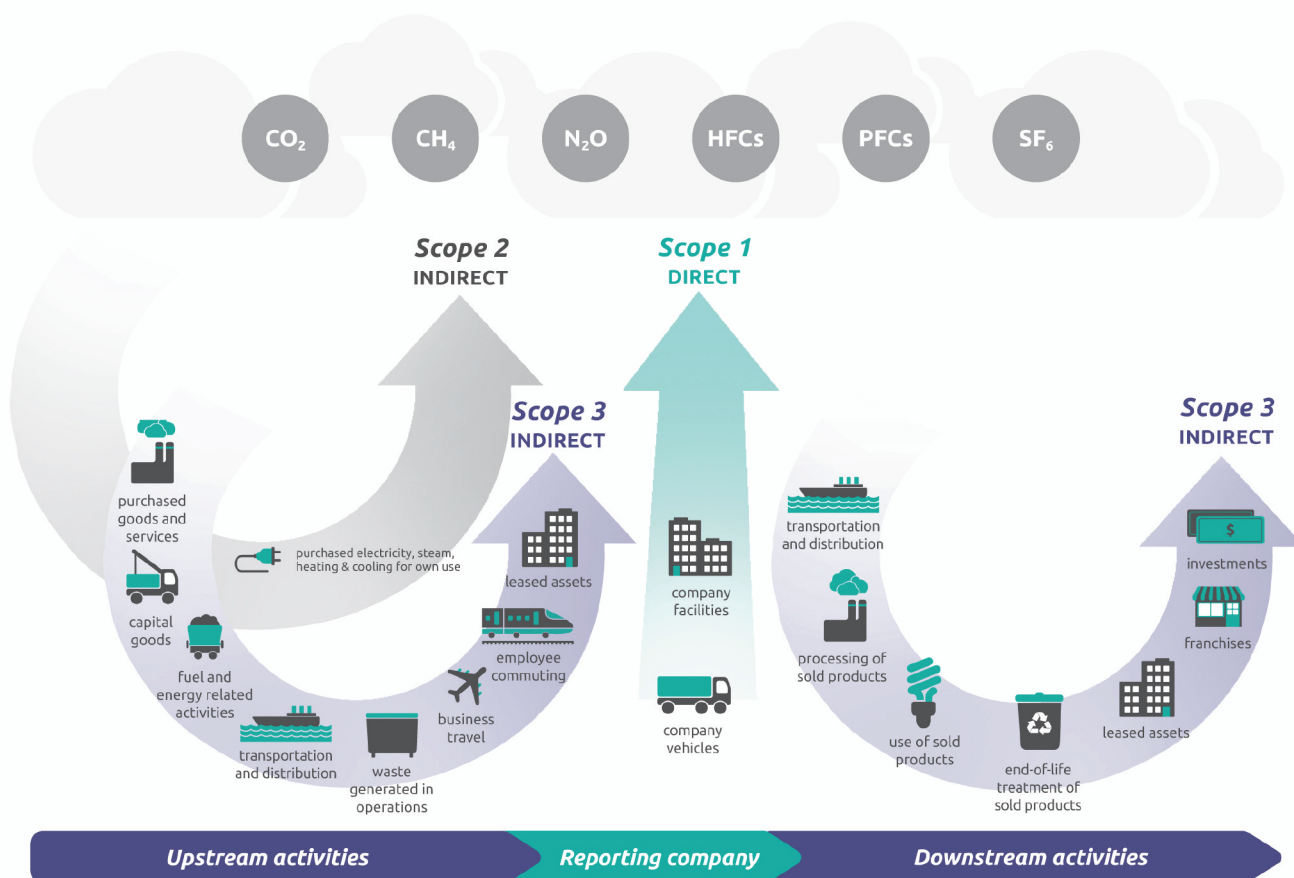 CO₂
CH₄
N₂O
HFCs
PFCs
SF₆
Scope 2
INDIRECT
Scope 1
DIRECT
Scope 3
INDIRECT
Scope 3
INDIRECT
purchased
goods and
services
capital
goods
fuel and
energy related
activities
transportation
and distribution
waste
generated in
operations
business
travel
employee
commuting
leased assets
purchased electricity, steam,
heating & cooling for own use
company
facilities
company
vehicles
transportation
and distribution
processing of
sold products
use of sold
products
end-of-life
treatment of
sold products
leased assets
franchises
$
investments
Upstream activities
Reporting company
Downstream activities